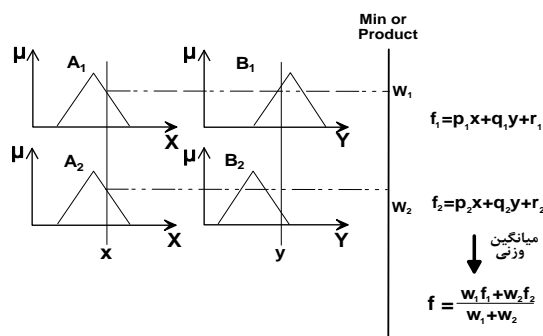 Min or
Product
μ A₁ μ B₁
w₁
f₁=p₁x+q₁y+r₁
X Y
μ A₂ μ B₂
w₂
f₂=p₂x+q₂y+r₂
X Y
x y
میانگین
وزنی
f = (w₁f₁+w₂f₂)/(w₁+w₂)